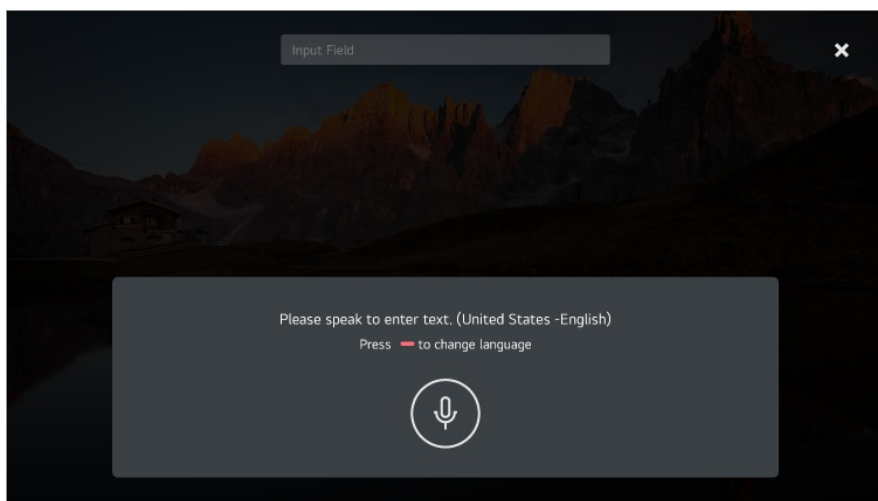 Input Field
Please speak to enter text. (United States -English)
Press to change language